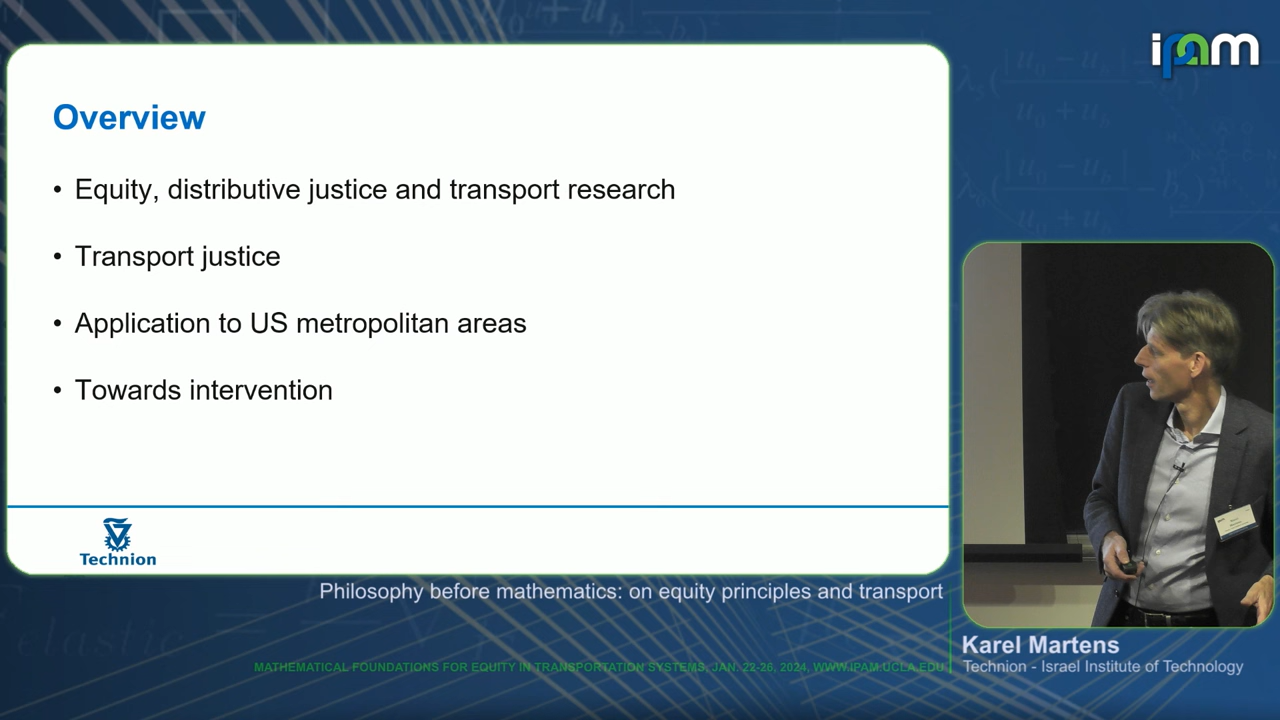 ipam
Overview
• Equity, distributive justice and transport research
• Transport justice
• Application to US metropolitan areas
• Towards intervention
Technion
Philosophy before mathematics: on equity principles and transport
Karel Martens
Technion - Israel Institute of Technology
MATHEMATICAL FOUNDATIONS FOR EQUITY IN TRANSPORTATION SYSTEMS, JAN. 22-26, 2024, WWW.IPAM.UCLA.EDU
elastic